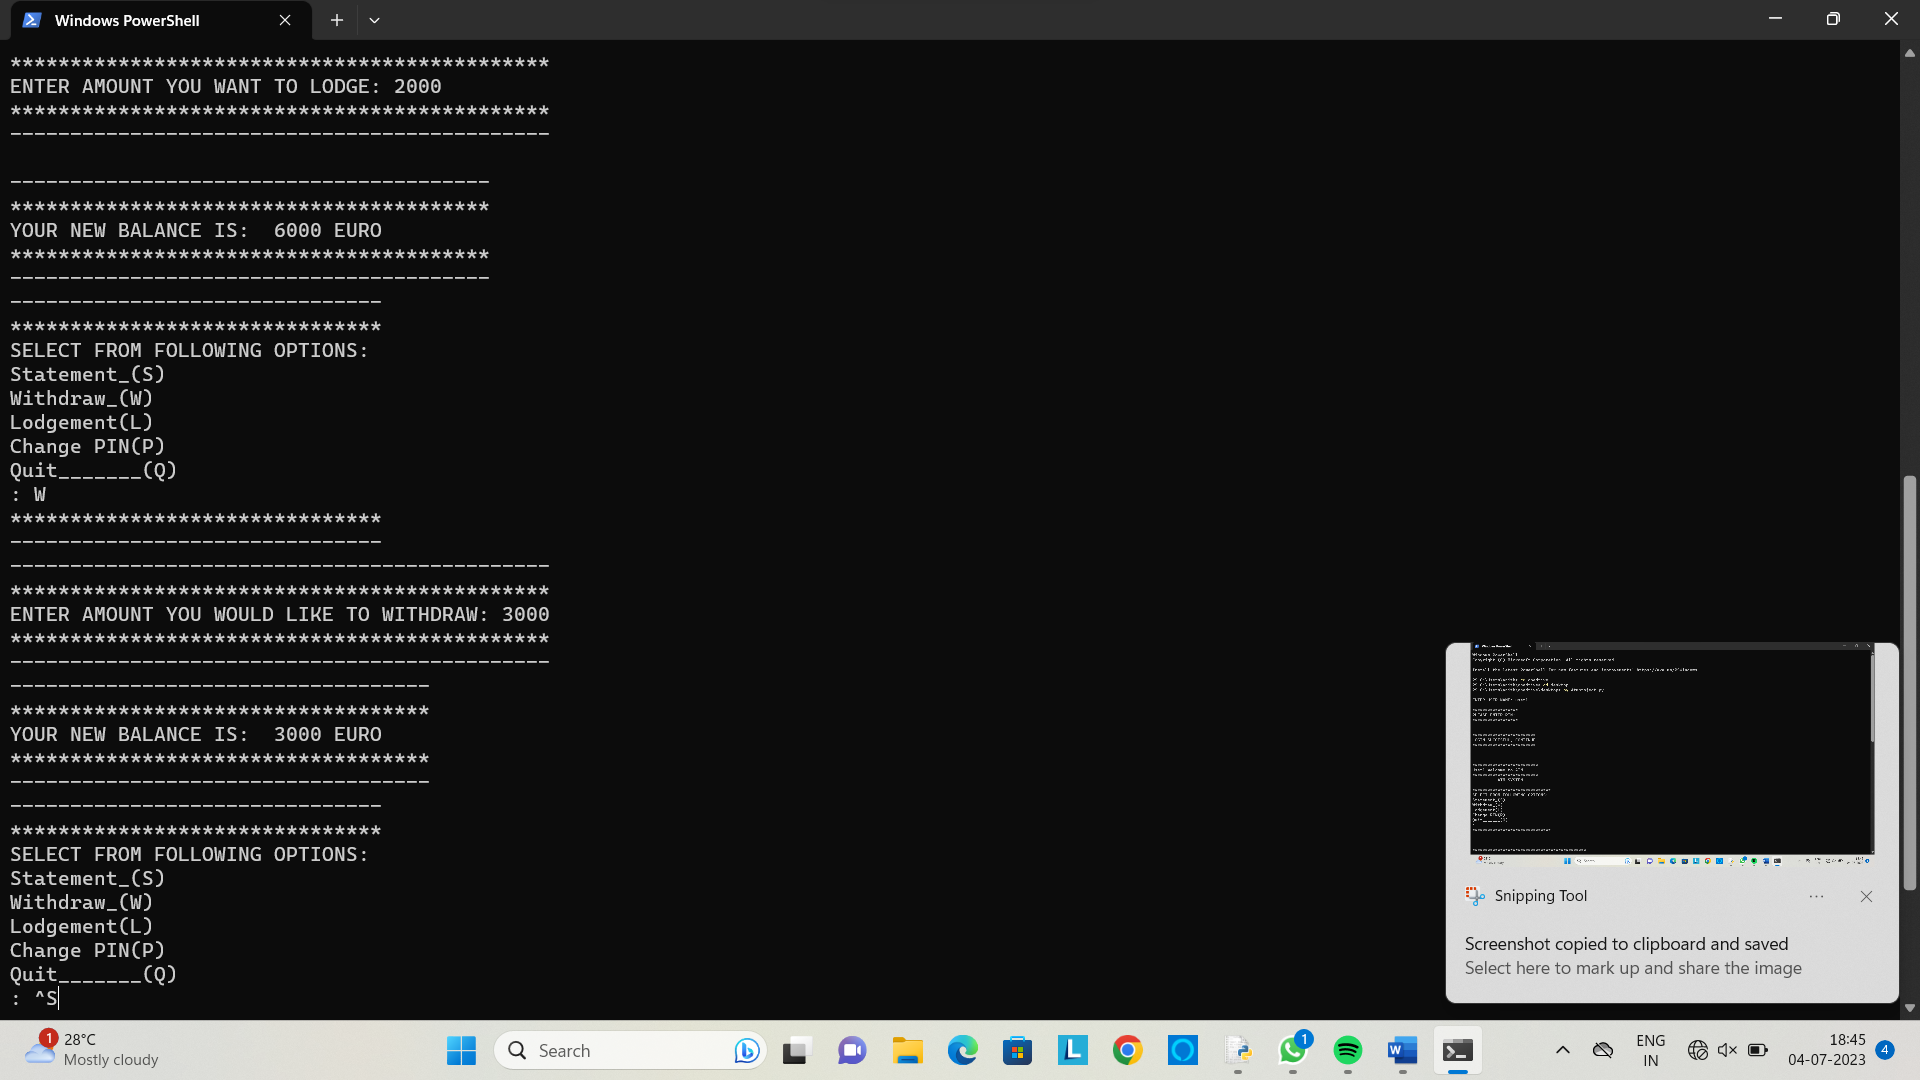 Windows PowerShell
*********************************************
ENTER AMOUNT YOU WANT TO LODGE: 2000
*********************************************
---------------------------------------------
----------------------------------------
****************************************
YOUR NEW BALANCE IS:  6000 EURO
****************************************
----------------------------------------
-------------------------------
*******************************
SELECT FROM FOLLOWING OPTIONS:
Statement_(S)
Withdraw_(W)
Lodgement(L)
Change PIN(P)
Quit_______(Q)
: W
*******************************
-------------------------------
---------------------------------------------
*********************************************
ENTER AMOUNT YOU WOULD LIKE TO WITHDRAW: 3000
*********************************************
---------------------------------------------
-----------------------------------
***********************************
YOUR NEW BALANCE IS:  3000 EURO
***********************************
-----------------------------------
-------------------------------
*******************************
SELECT FROM FOLLOWING OPTIONS:
Statement_(S)
Withdraw_(W)
Lodgement(L)
Change PIN(P)
Quit_______(Q)
: ^S
Snipping Tool
Screenshot copied to clipboard and saved
Select here to mark up and share the image
1
28°C
Mostly cloudy
Search
1
ENG
IN
18:45
04-07-2023
4